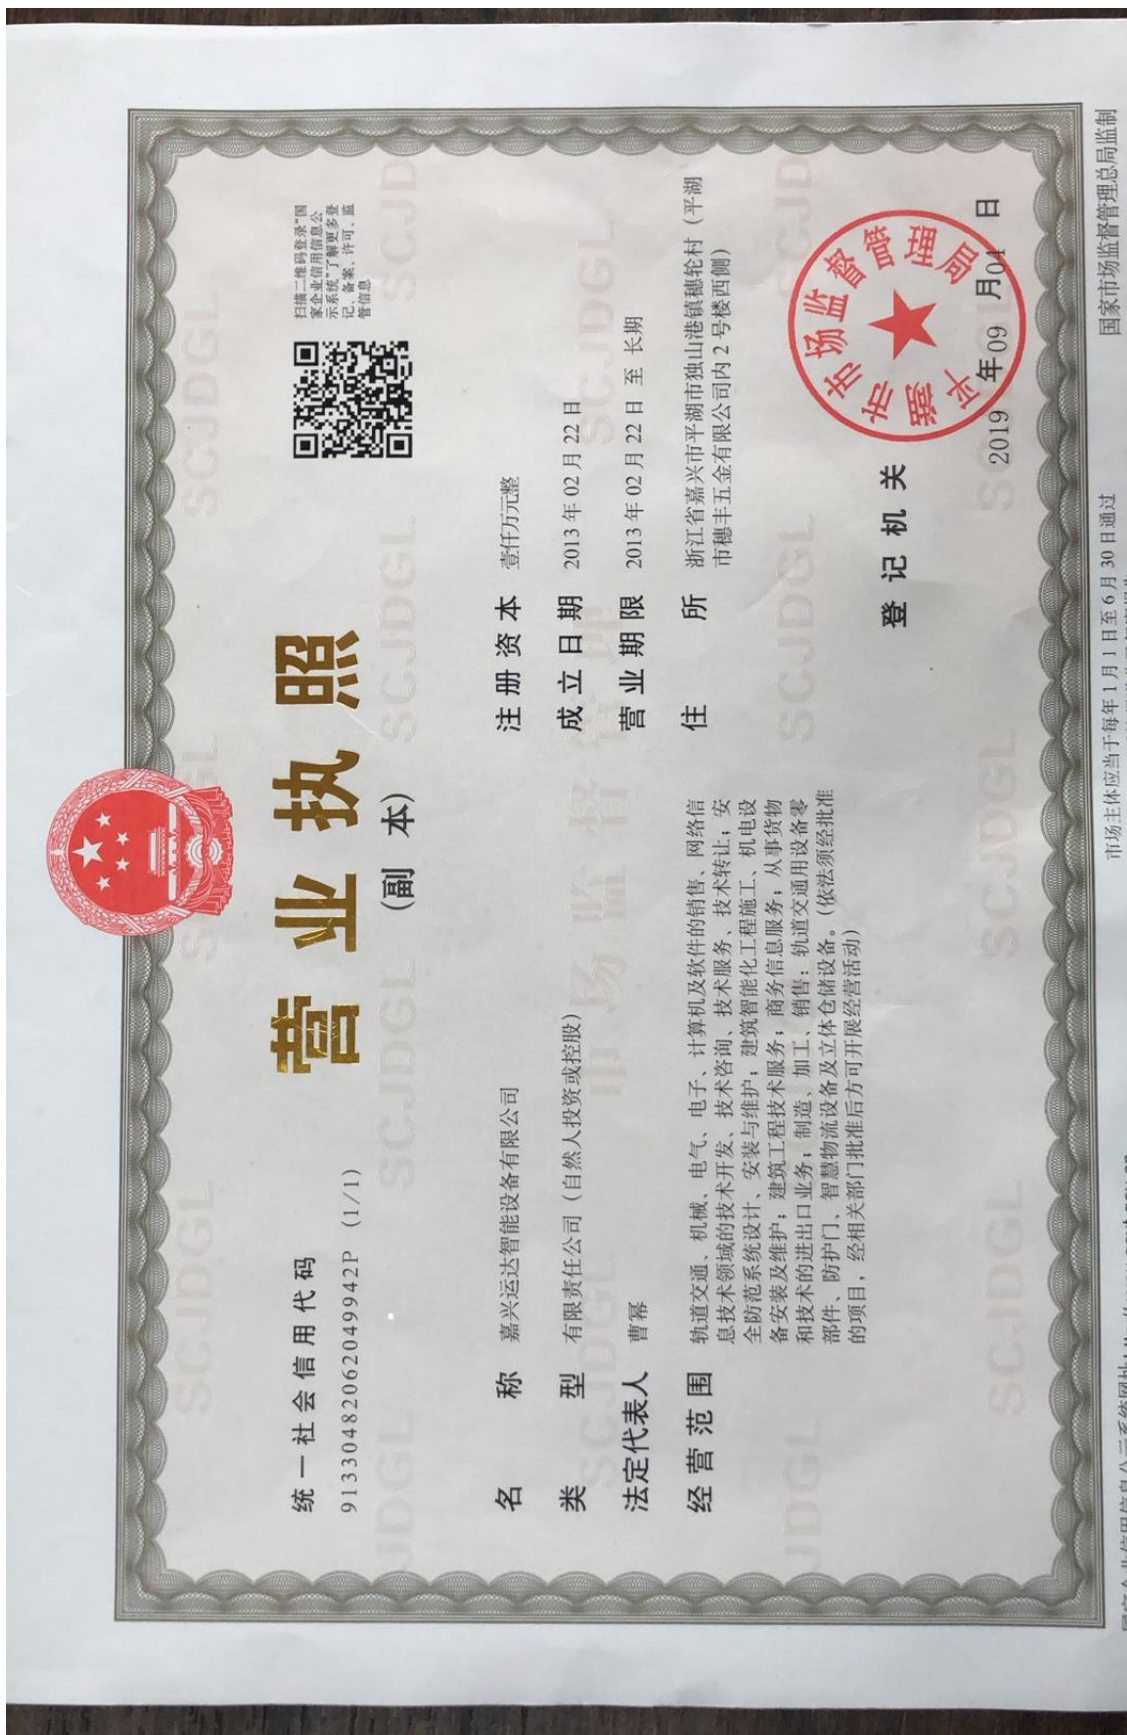 营业执照
(副 本)
统一社会信用代码
91330482062049942P (1/1)
扫描二维码登录“国
家企业信用信息公
示系统”了解更多登
记、备案、许可、监
管信息
名 称 嘉兴运达智能设备有限公司
类 型 有限责任公司（自然人投资或控股）
法定代表人 曹幂
经营范围 轨道交通、机械、电气、电子、计算机及软件的销售、网络信
息技术领域的技术开发、技术咨询、技术服务、技术转让；安
全防范系统设计、安装与维护；建筑智能化工程施工、机电设
备安装及维护；建筑工程技术服务；商务信息服务；从事货物
和技术的进出口业务；制造、加工、销售：轨道交通用设备零
部件、防护门、智慧物流设备及立体仓储设备。（依法须经批准
的项目，经相关部门批准后方可开展经营活动）
注册资本 壹仟万元整
成立日期 2013年02月22日
营业期限 2013年02月22日至长期
住 所 浙江省嘉兴市平湖市独山港镇穗轮村（平湖
市穗丰五金有限公司内2号楼西侧）
登记机关
平湖市市场监督管理局
2019 年09 月04 日
市场主体应当于每年1月1日至6月30日通过
国家市场监督管理总局监制